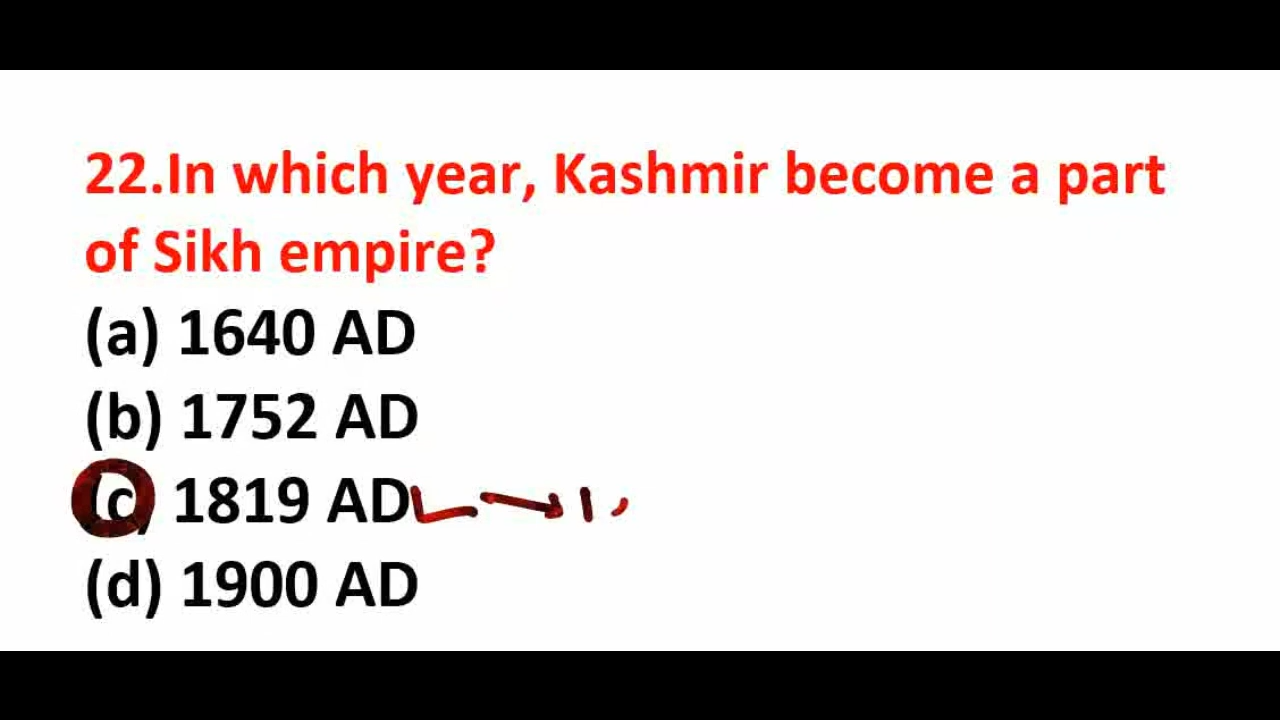 22.In which year, Kashmir become a part
of Sikh empire?
(a) 1640 AD
(b) 1752 AD
(c) 1819 AD
(d) 1900 AD